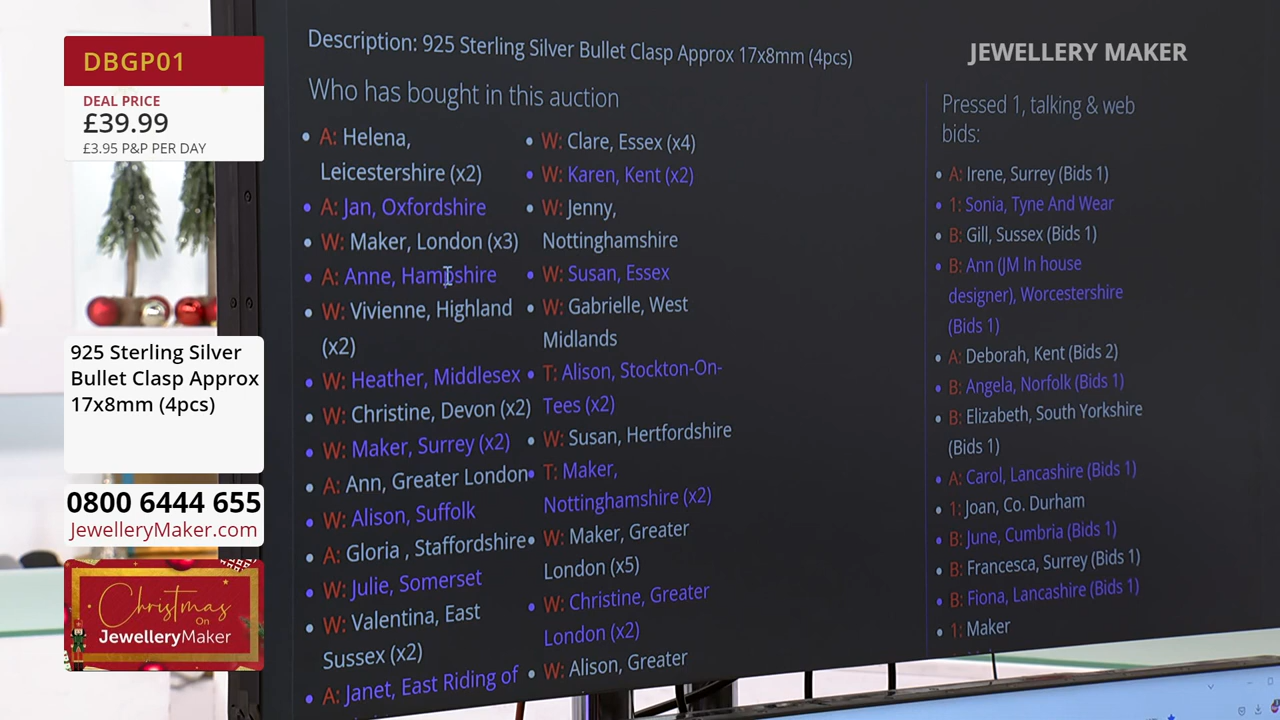 DBGP01
DEAL PRICE
£39.99
£3.95 P&P PER DAY
925 Sterling Silver
Bullet Clasp Approx
17x8mm (4pcs)
0800 6444 655
JewelleryMaker.com
Christmas
On
JewelleryMaker
JEWELLERY MAKER
Description: 925 Sterling Silver Bullet Clasp Approx 17x8mm (4pcs)
Who has bought in this auction
A: Helena,
Leicestershire (x2)
A: Jan, Oxfordshire
W: Maker, London (x3)
A: Anne, Hampshire
W: Vivienne, Highland
(x2)
W: Heather, Middlesex
W: Christine, Devon (x2)
W: Maker, Surrey (x2)
A: Ann, Greater London
W: Alison, Suffolk
A: Gloria , Staffordshire
W: Julie, Somerset
W: Valentina, East
Sussex (x2)
A: Janet, East Riding of
W: Clare, Essex (x4)
W: Karen, Kent (x2)
W: Jenny,
Nottinghamshire
W: Susan, Essex
W: Gabrielle, West
Midlands
T: Alison, Stockton-On-
Tees (x2)
W: Susan, Hertfordshire
T: Maker,
Nottinghamshire (x2)
W: Maker, Greater
London (x5)
W: Christine, Greater
London (x2)
W: Alison, Greater
Pressed 1, talking & web
bids:
A: Irene, Surrey (Bids 1)
1: Sonia, Tyne And Wear
B: Gill, Sussex (Bids 1)
B: Ann (JM In house
designer), Worcestershire
(Bids 1)
A: Deborah, Kent (Bids 2)
B: Angela, Norfolk (Bids 1)
B: Elizabeth, South Yorkshire
(Bids 1)
A: Carol, Lancashire (Bids 1)
1: Joan, Co. Durham
B: June, Cumbria (Bids 1)
B: Francesca, Surrey (Bids 1)
B: Fiona, Lancashire (Bids 1)
1: Maker